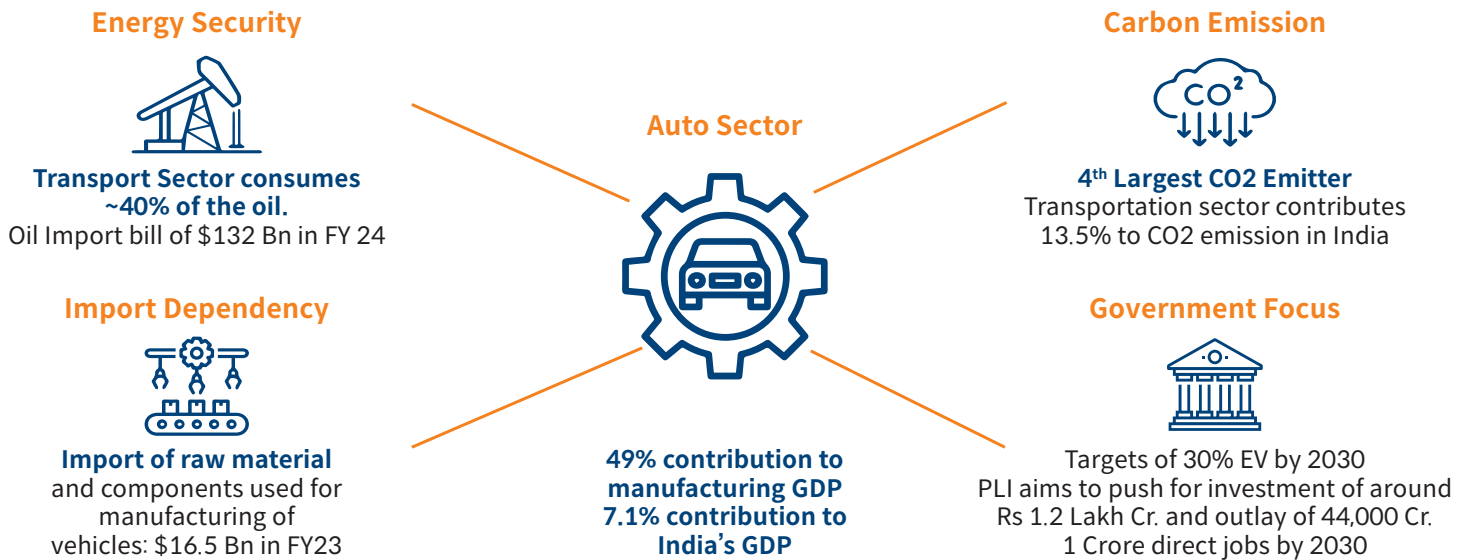 Energy Security
Transport Sector consumes
~40% of the oil.
Oil Import bill of $132 Bn in FY 24
Import Dependency
Import of raw material
and components used for
manufacturing of
vehicles: $16.5 Bn in FY23
Auto Sector
49% contribution to
manufacturing GDP
7.1% contribution to
India's GDP
Carbon Emission
CO²
4th Largest CO2 Emitter
Transportation sector contributes
13.5% to CO2 emission in India
Government Focus
Targets of 30% EV by 2030
PLI aims to push for investment of around
Rs 1.2 Lakh Cr. and outlay of 44,000 Cr.
1 Crore direct jobs by 2030